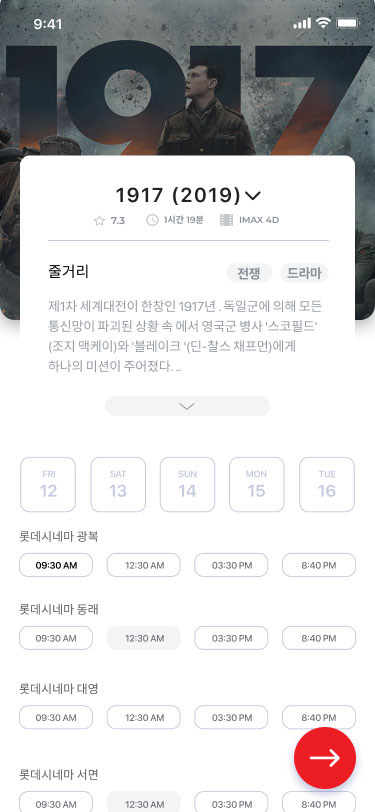 9:41
1917
1917 (2019)
7.3 1시간 19분 IMAX 4D
줄거리 전쟁 드라마
제1차 세계대전이 한창인 1917년 . 독일군에 의해 모든
통신망이 파괴된 상황 속 에서 영국군 병사 '스코필드'
(조지 맥케이)와 '블레이크 '(딘-찰스 채프먼)에게
하나의 미션이 주어졌다. ..
FRI SAT SUN MON TUE
12 13 14 15 16
롯데시네마 광복
09:30 AM 12:30 AM 03:30 PM 8:40 PM
롯데시네마 동래
09:30 AM 12:30 AM 03:30 PM 8:40 PM
롯데시네마 대영
09:30 AM 12:30 AM 03:30 PM 8:40 PM
롯데시네마 서면
09:30 AM 12:30 AM 03:30 PM 8:40 PM